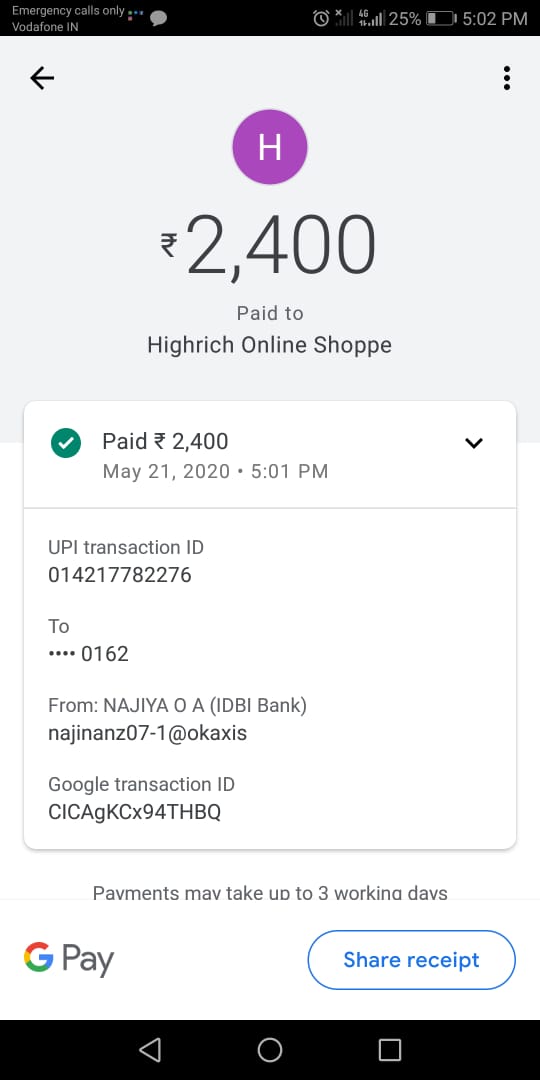 Emergency calls only
Vodafone IN
4G
25%
5:02 PM
H
₹2,400
Paid to
Highrich Online Shoppe
Paid ₹ 2,400
May 21, 2020 • 5:01 PM
UPI transaction ID
014217782276
To
•••• 0162
From: NAJIYA O A (IDBI Bank)
najinanz07-1@okaxis
Google transaction ID
CICAgKCx94THBQ
Payments may take up to 3 working days
G Pay
Share receipt